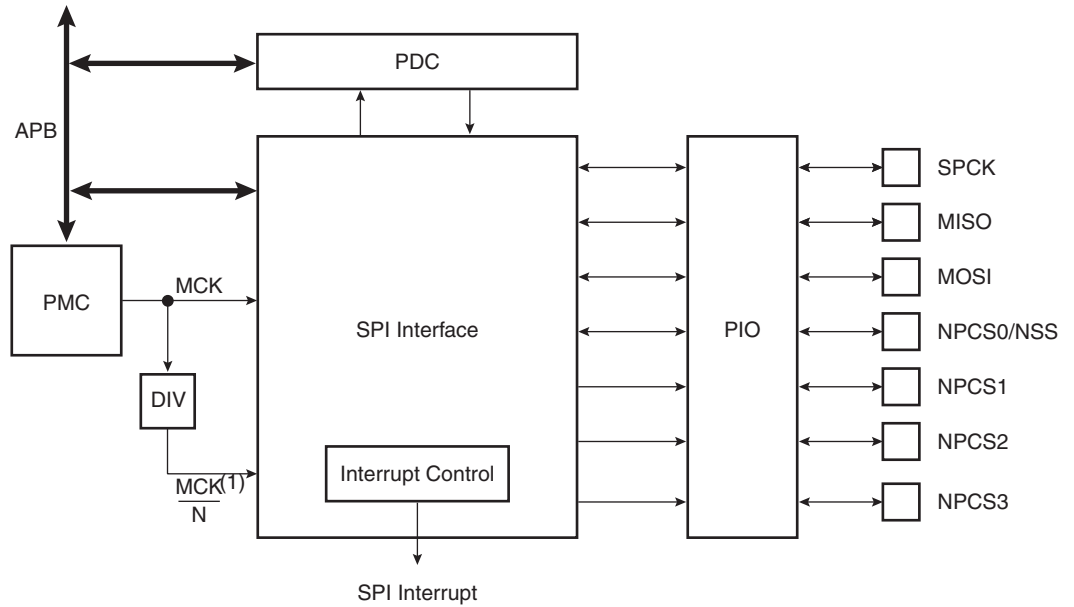 PDC
APB
SPCK
MISO
MOSI
NPCS0/NSS
NPCS1
NPCS2
NPCS3
PMC
MCK
SPI Interface
PIO
DIV
MCK(1)
N
Interrupt Control
SPI Interrupt